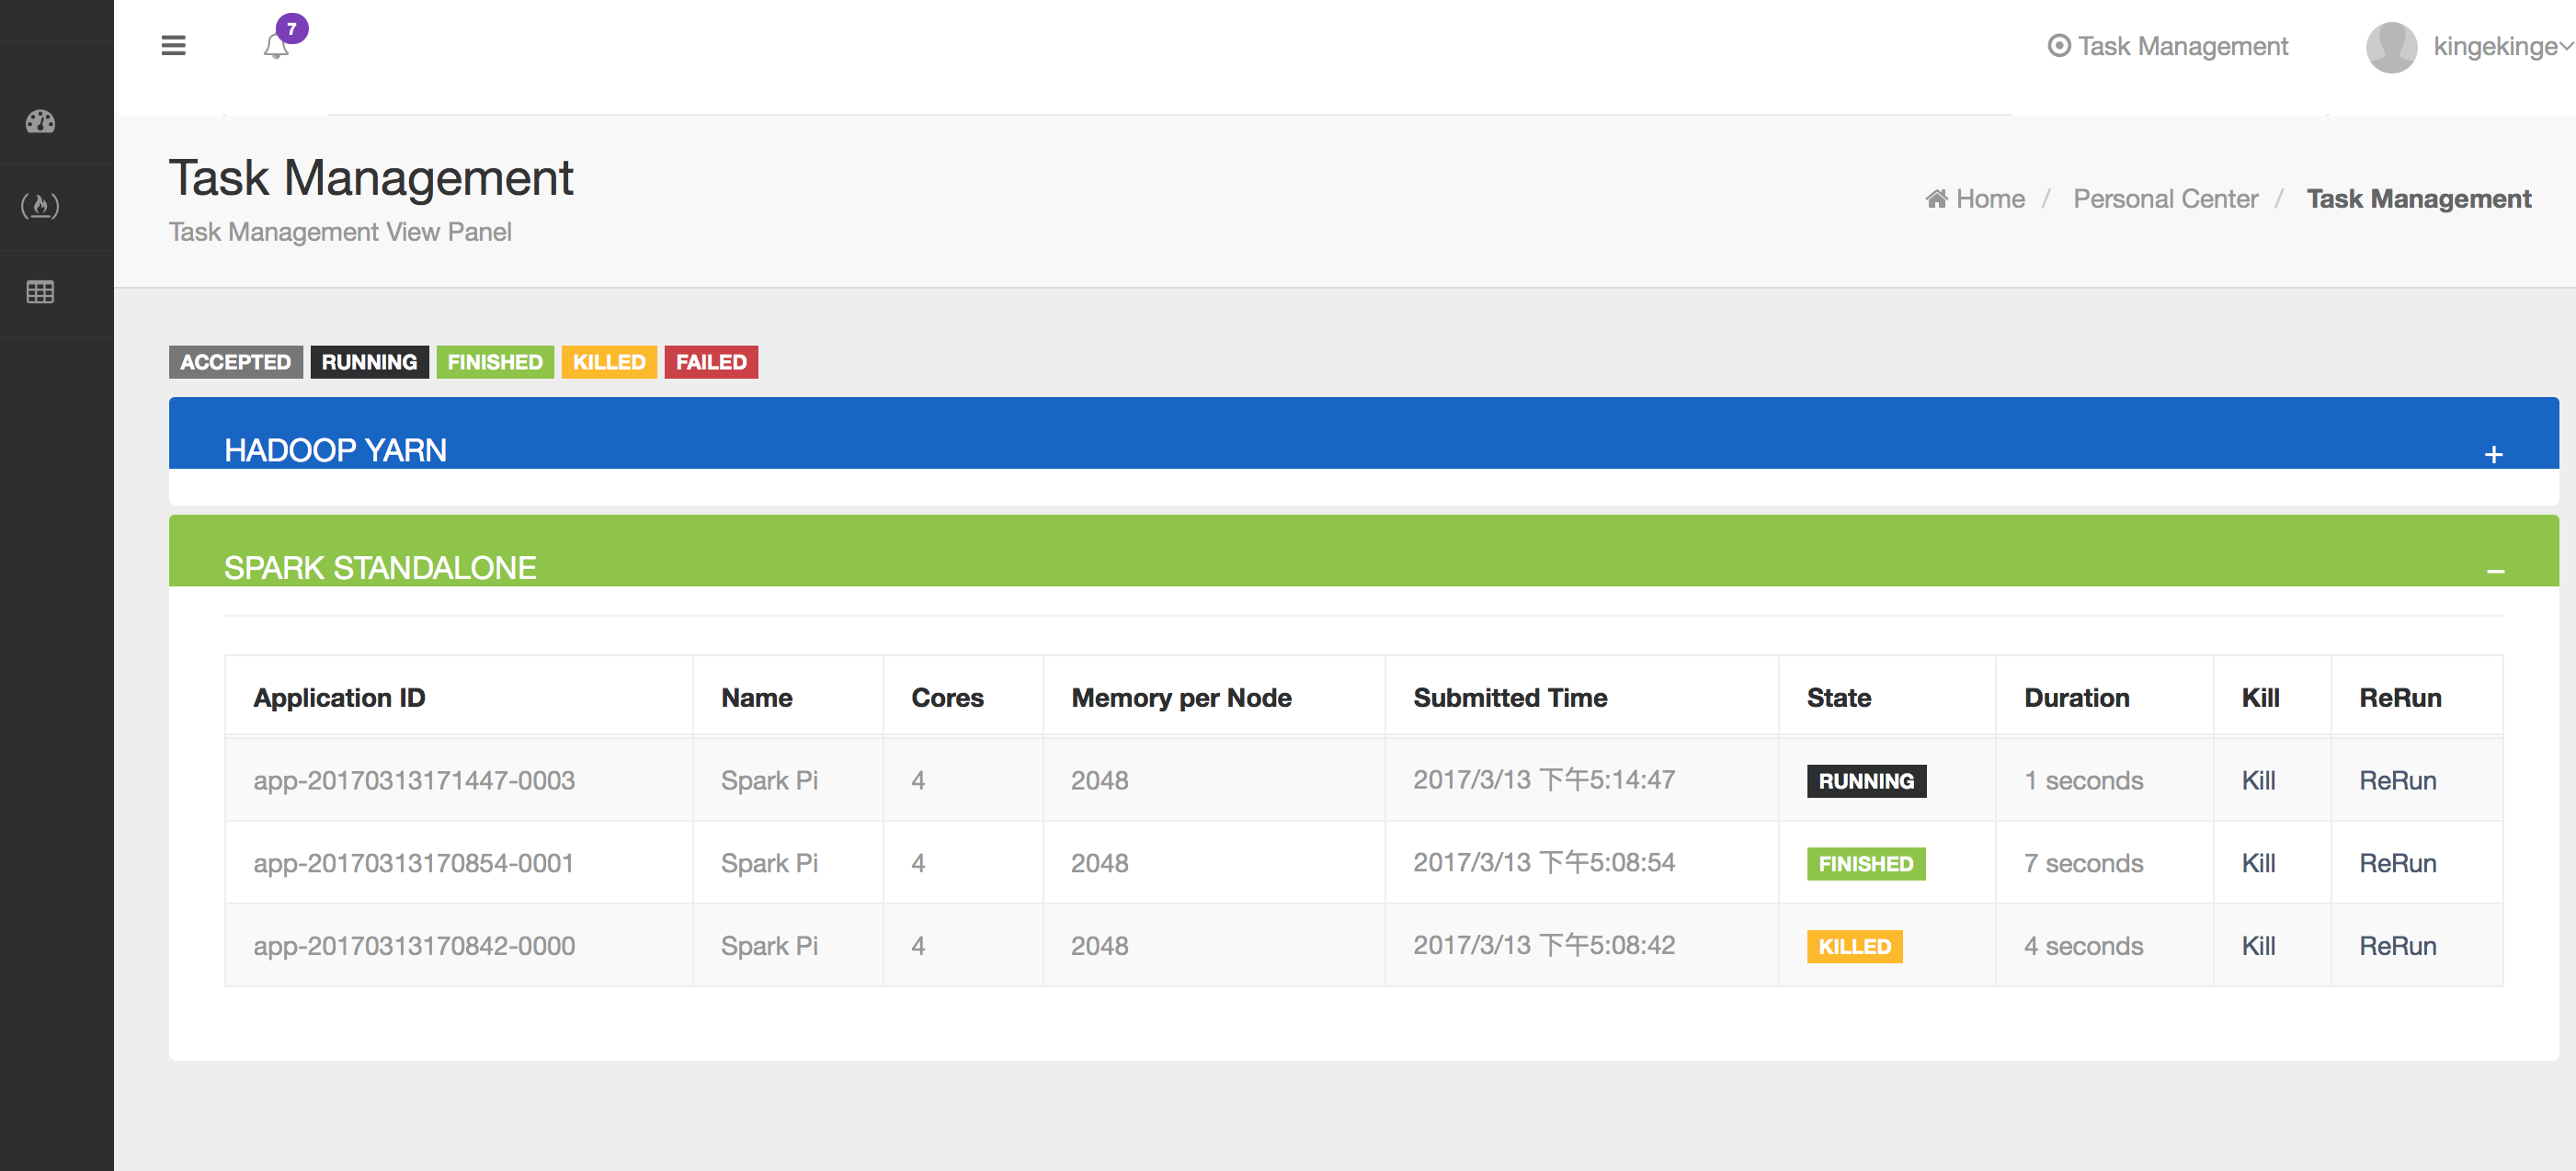 7
Task Management
kingekinge
Task Management
Task Management View Panel
Home / Personal Center / Task Management
ACCEPTED RUNNING FINISHED KILLED FAILED
HADOOP YARN +
SPARK STANDALONE –
Application ID Name Cores Memory per Node Submitted Time State Duration Kill ReRun
app-20170313171447-0003 Spark Pi 4 2048 2017/3/13 下午5:14:47 RUNNING 1 seconds Kill ReRun
app-20170313170854-0001 Spark Pi 4 2048 2017/3/13 下午5:08:54 FINISHED 7 seconds Kill ReRun
app-20170313170842-0000 Spark Pi 4 2048 2017/3/13 下午5:08:42 KILLED 4 seconds Kill ReRun